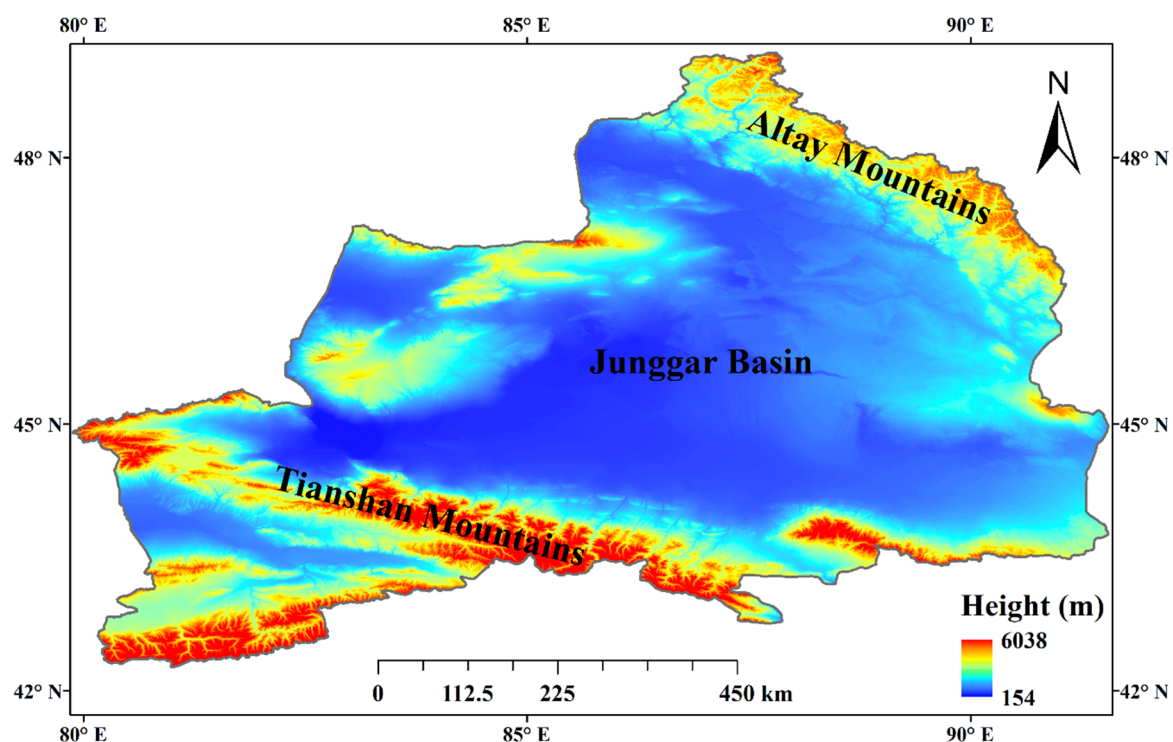 80° E 85° E 90° E
N
48° N 48° N
Altay Mountains
Junggar Basin
45° N 45° N
Tianshan Mountains
Height (m)
6038
154
0 112.5 225 450 km
42° N 42° N
80° E 85° E 90° E